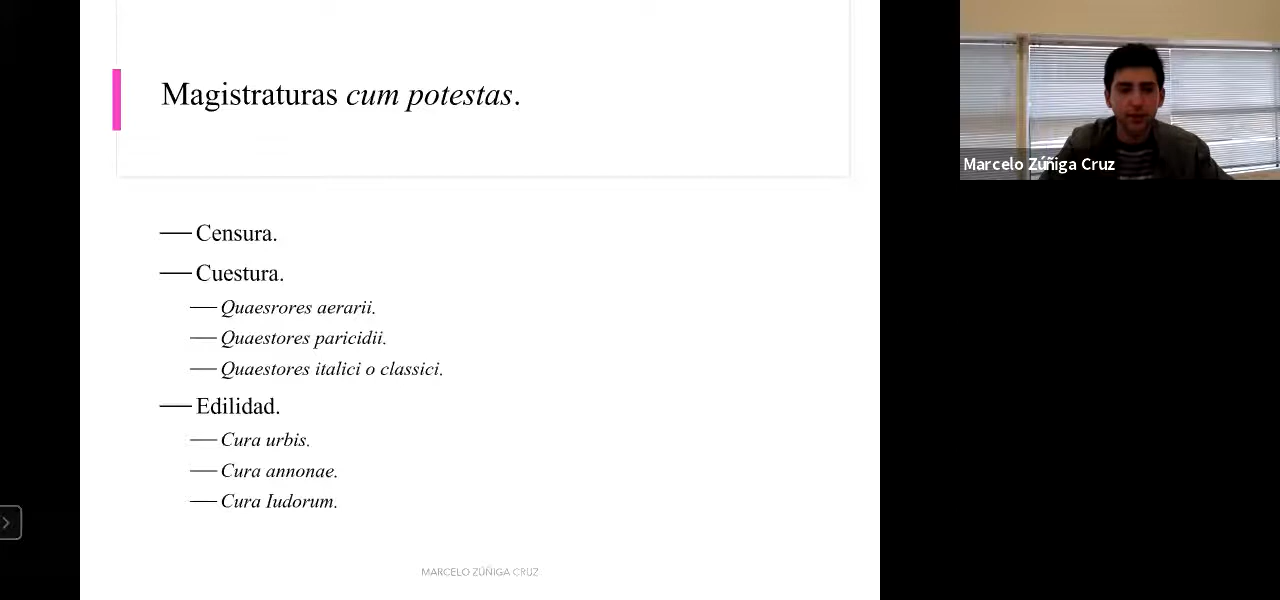 Magistraturas cum potestas.
Marcelo Zúñiga Cruz
Censura.
Cuestura.
Quaesrores aerarii.
Quaestores paricidii.
Quaestores italici o classici.
Edilidad.
Cura urbis.
Cura annonae.
Cura Iudorum.
MARCELO ZÚÑIGA CRUZ